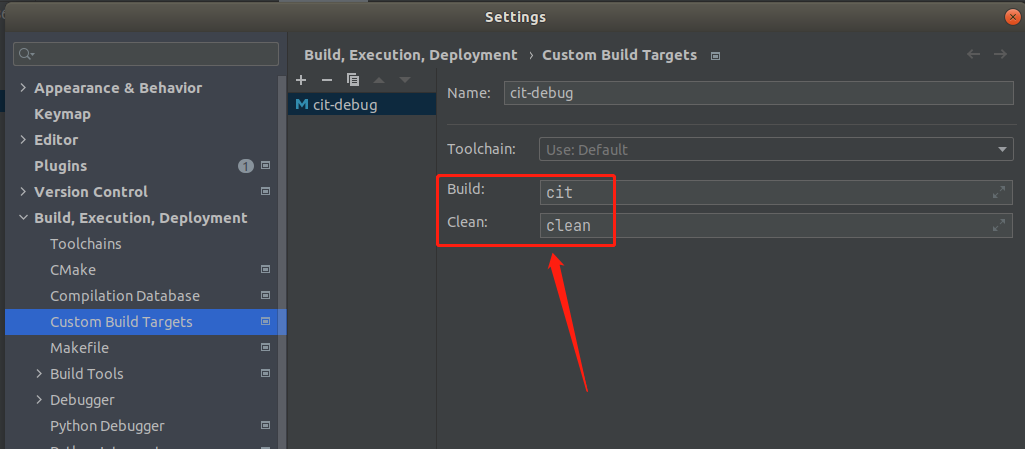 Settings
Appearance & Behavior
Keymap
Editor
Plugins 1
Version Control
Build, Execution, Deployment
Toolchains
CMake
Compilation Database
Custom Build Targets
Makefile
Build Tools
Debugger
Python Debugger
Build, Execution, Deployment › Custom Build Targets
cit-debug
Name: cit-debug
Toolchain: Use: Default
Build: cit
Clean: clean